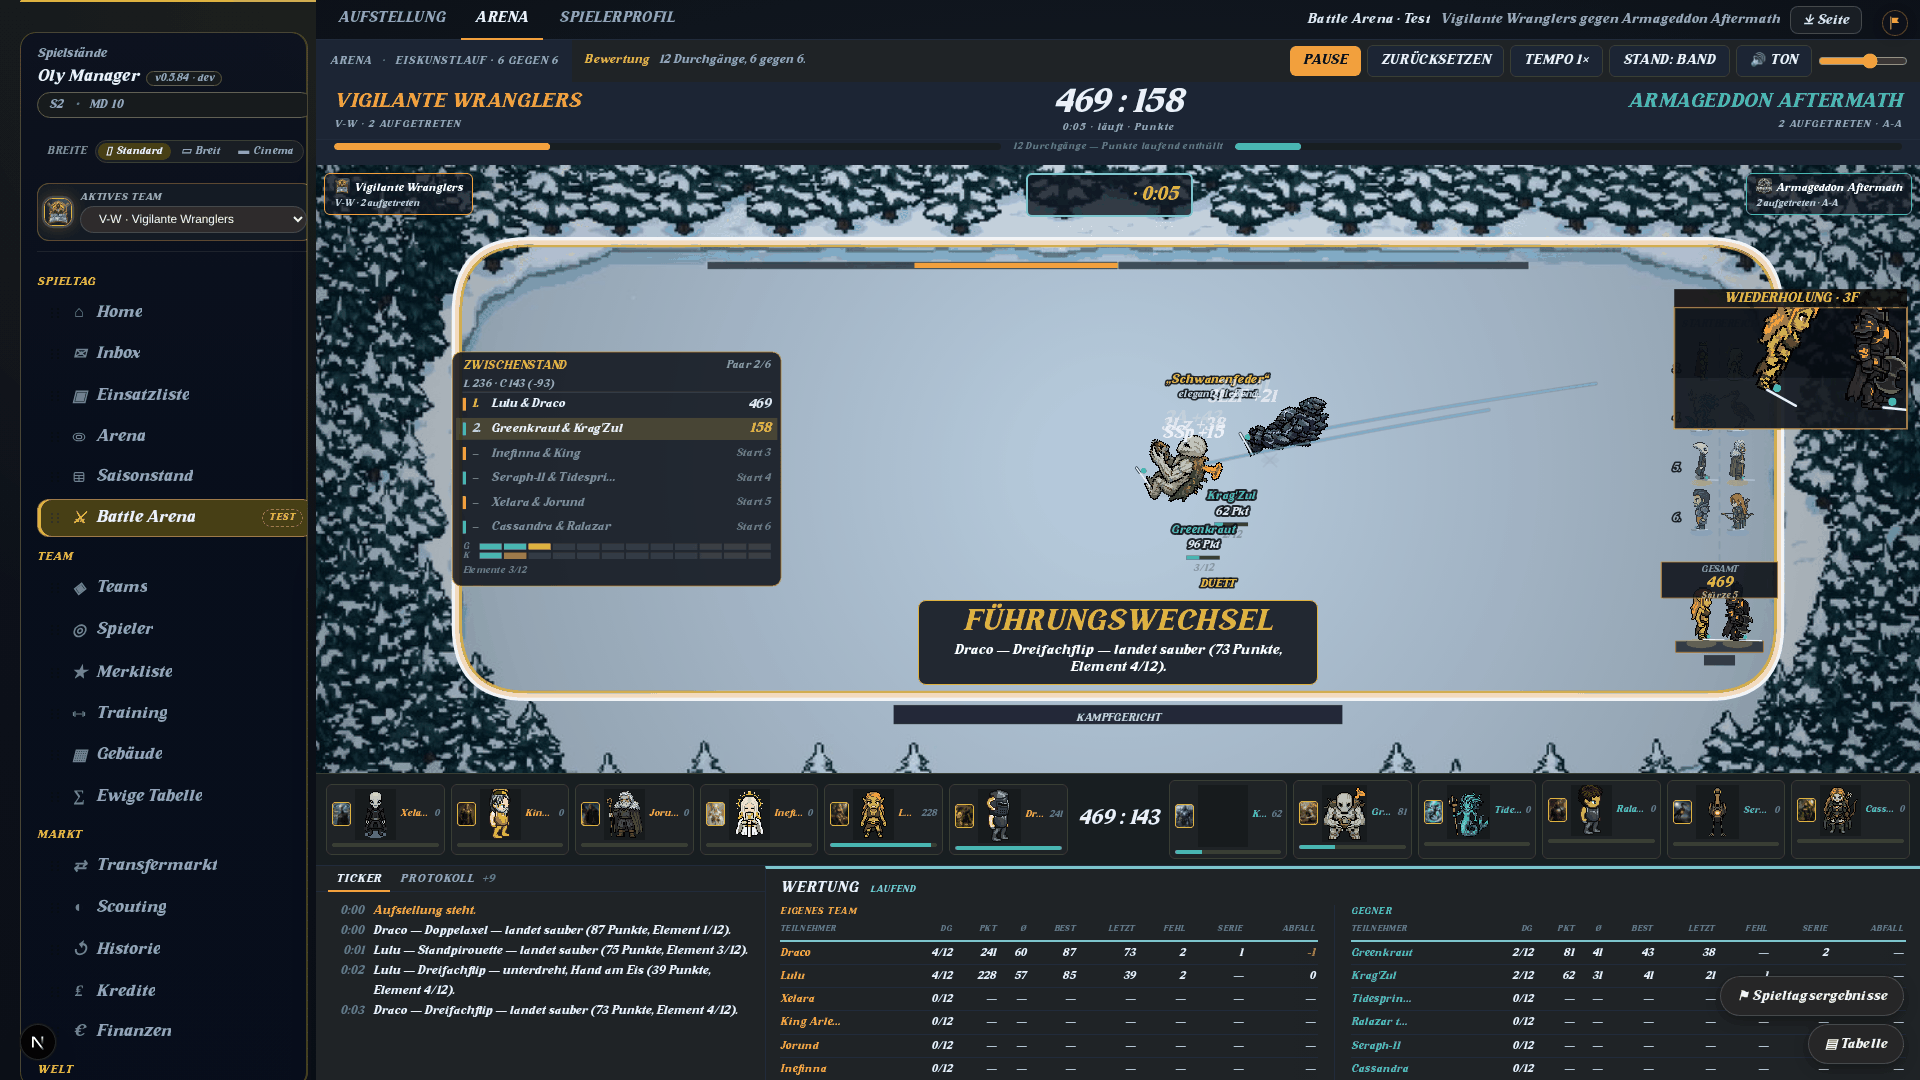 AUFSTELLUNG ARENA SPIELERPROFIL
Battle Arena · Test Vigilante Wranglers gegen Armageddon Aftermath Seite
Spielstände
Oly Manager v0.5.84 · dev
S2 · MD 10
BREITE Standard Breit Cinema
AKTIVES TEAM
V-W · Vigilante Wranglers
SPIELTAG
Home
Inbox
Einsatzliste
Arena
Saisonstand
Battle Arena TEST
TEAM
Teams
Spieler
Merkliste
Training
Gebäude
Ewige Tabelle
MARKT
Transfermarkt
Scouting
Historie
Kredite
Finanzen
WELT
N
ARENA · EISKUNSTLAUF · 6 GEGEN 6
Bewertung 12 Durchgänge, 6 gegen 6.
PAUSE ZURÜCKSETZEN TEMPO 1× STAND: BAND TON
VIGILANTE WRANGLERS 469 : 158 ARMAGEDDON AFTERMATH
V-W · 2 AUFGETRETEN 0:05 · läuft · Punkte 2 AUFGETRETEN · A-A
12 Durchgänge — Punkte laufend enthüllt
Vigilante Wranglers
V-W · 2 aufgetreten
· 0:05
Armageddon Aftermath
2 aufgetreten · A-A
ZWISCHENSTAND Paar 2/6
L 236 · C 143 (-93)
1. Lulu & Draco 469
2. Greenkraut & Krag'Zul 158
– Inefinna & King Start 3
– Seraph-II & Tidespri... Start 4
– Xelara & Jorund Start 5
– Cassandra & Ralazar Start 6
G
K
Elemente 3/12
„Schwanenfeder“
SSp +15
Krag'Zul
62 Pkt
Greenkraut
96 Pkt
3/12
DUETT
FÜHRUNGSWECHSEL
Draco — Dreifachflip — landet sauber (73 Punkte,
Element 4/12).
KAMPFGERICHT
WIEDERHOLUNG · 3F
5.
6.
GESAMT
469
Stürze 5
Xela... 0
Kin... 0
Joru... 0
Inefi... 0
L... 228
Dr... 241
469 : 143
K... 62
Gr... 81
Tide... 0
Rala... 0
Ser... 0
Cass... 0
TICKER PROTOKOLL +9
0:00 Aufstellung steht.
0:00 Draco — Doppelaxel — landet sauber (87 Punkte, Element 1/12).
0:01 Lulu — Standpirouette — landet sauber (75 Punkte, Element 3/12).
0:02 Lulu — Dreifachflip — unterdreht, Hand am Eis (39 Punkte,
Element 4/12).
0:03 Draco — Dreifachflip — landet sauber (73 Punkte, Element 4/12).
WERTUNG LAUFEND
EIGENES TEAM
TEILNEHMER DG PKT Ø BEST LETZT FEHL SERIE ABFALL
Draco 4/12 241 60 87 73 2 1 -1
Lulu 4/12 228 57 85 39 2 — 0
Xelara 0/12 — — — — — — —
King Arle... 0/12 — — — — — — —
Jorund 0/12 — — — — — — —
Inefinna 0/12 — — — — — — —
GEGNER
TEILNEHMER DG PKT Ø BEST LETZT FEHL SERIE ABFALL
Greenkraut 2/12 81 41 43 38 — 2 —
Krag'Zul 2/12 62 31 41 21 1 — —
Tidesprin... 0/12 — — — — —
Ralazar t... 0/12 — — — — — — —
Seraph-II 0/12 — — — — —
Cassandra 0/12 — — — — —
Spieltagsergebnisse
Tabelle